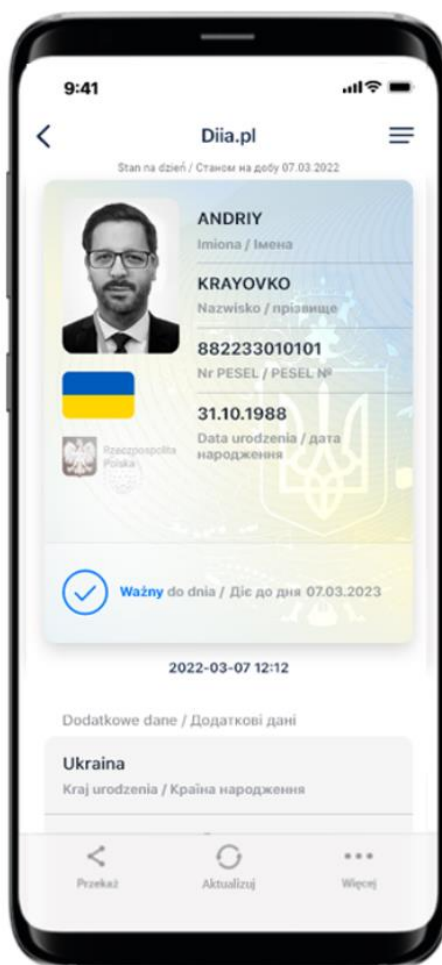 9:41
Diia.pl
Stan na dzień / Станом на добу 07.03.2022
ANDRIY
Imiona / Імена
KRAYOVKO
Nazwisko / прізвище
882233010101
Nr PESEL / PESEL №
31.10.1988
Data urodzenia / дата
народження
Rzeczpospolita
Polska
Ważny do dnia / Діє до дня 07.03.2023
2022-03-07 12:12
Dodatkowe dane / Додаткові дані
Ukraina
Kraj urodzenia / Країна народження
Przekaż
Aktualizuj
Więcej